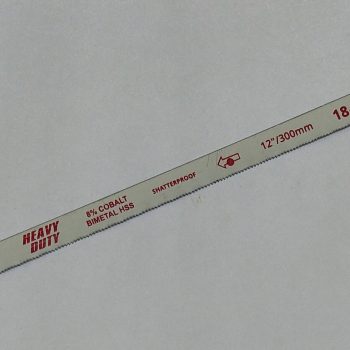 HEAVY
DUTY
8% COBALT
BIMETAL HSS
SHATTERPROOF
12"/300mm
18